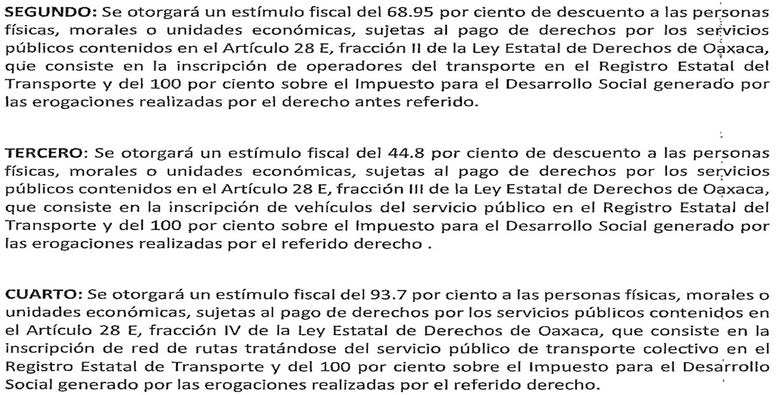 SEGUNDO: Se otorgará un estímulo fiscal del 68.95 por ciento de descuento a las personas
físicas, morales o unidades económicas, sujetas al pago de derechos por los servicios
públicos contenidos en el Artículo 28 E, fracción II de la Ley Estatal de Derechos de Oaxaca,
que consiste en la inscripción de operadores del transporte en el Registro Estatal del
Transporte y del 100 por ciento sobre el Impuesto para el Desarrollo Social generado por
las erogaciones realizadas por el derecho antes referido.
TERCERO: Se otorgará un estímulo fiscal del 44.8 por ciento de descuento a las personas
físicas, morales o unidades económicas, sujetas al pago de derechos por los servicios
públicos contenidos en el Artículo 28 E, fracción III de la Ley Estatal de Derechos de Oaxaca,
que consiste en la inscripción de vehículos del servicio público en el Registro Estatal del
Transporte y del 100 por ciento sobre el Impuesto para el Desarrollo Social generado por
las erogaciones realizadas por el referido derecho .
CUARTO: Se otorgará un estímulo fiscal del 93.7 por ciento a las personas físicas, morales o
unidades económicas, sujetas al pago de derechos por los servicios públicos contenidos en
el Artículo 28 E, fracción IV de la Ley Estatal de Derechos de Oaxaca, que consiste en la
inscripción de red de rutas tratándose del servicio público de transporte colectivo en el
Registro Estatal de Transporte y del 100 por ciento sobre el Impuesto para el Desarrollo
Social generado por las erogaciones realizadas por el referido derecho.